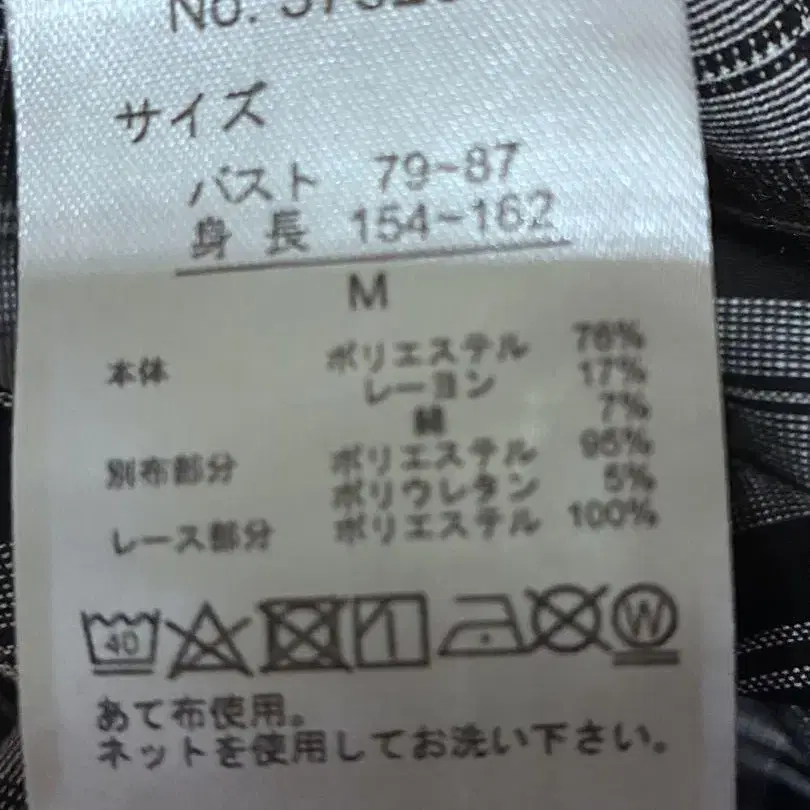 No.
サイズ
バスト 79~87
身長 154~162
M
本体 ポリエステル 76%
レーヨン 17%
綿 7%
別布部分 ポリエステル 95%
ポリウレタン 5%
レース部分 ポリエステル 100%
40 W
あて布使用。
ネットを使用してお洗い下さい。